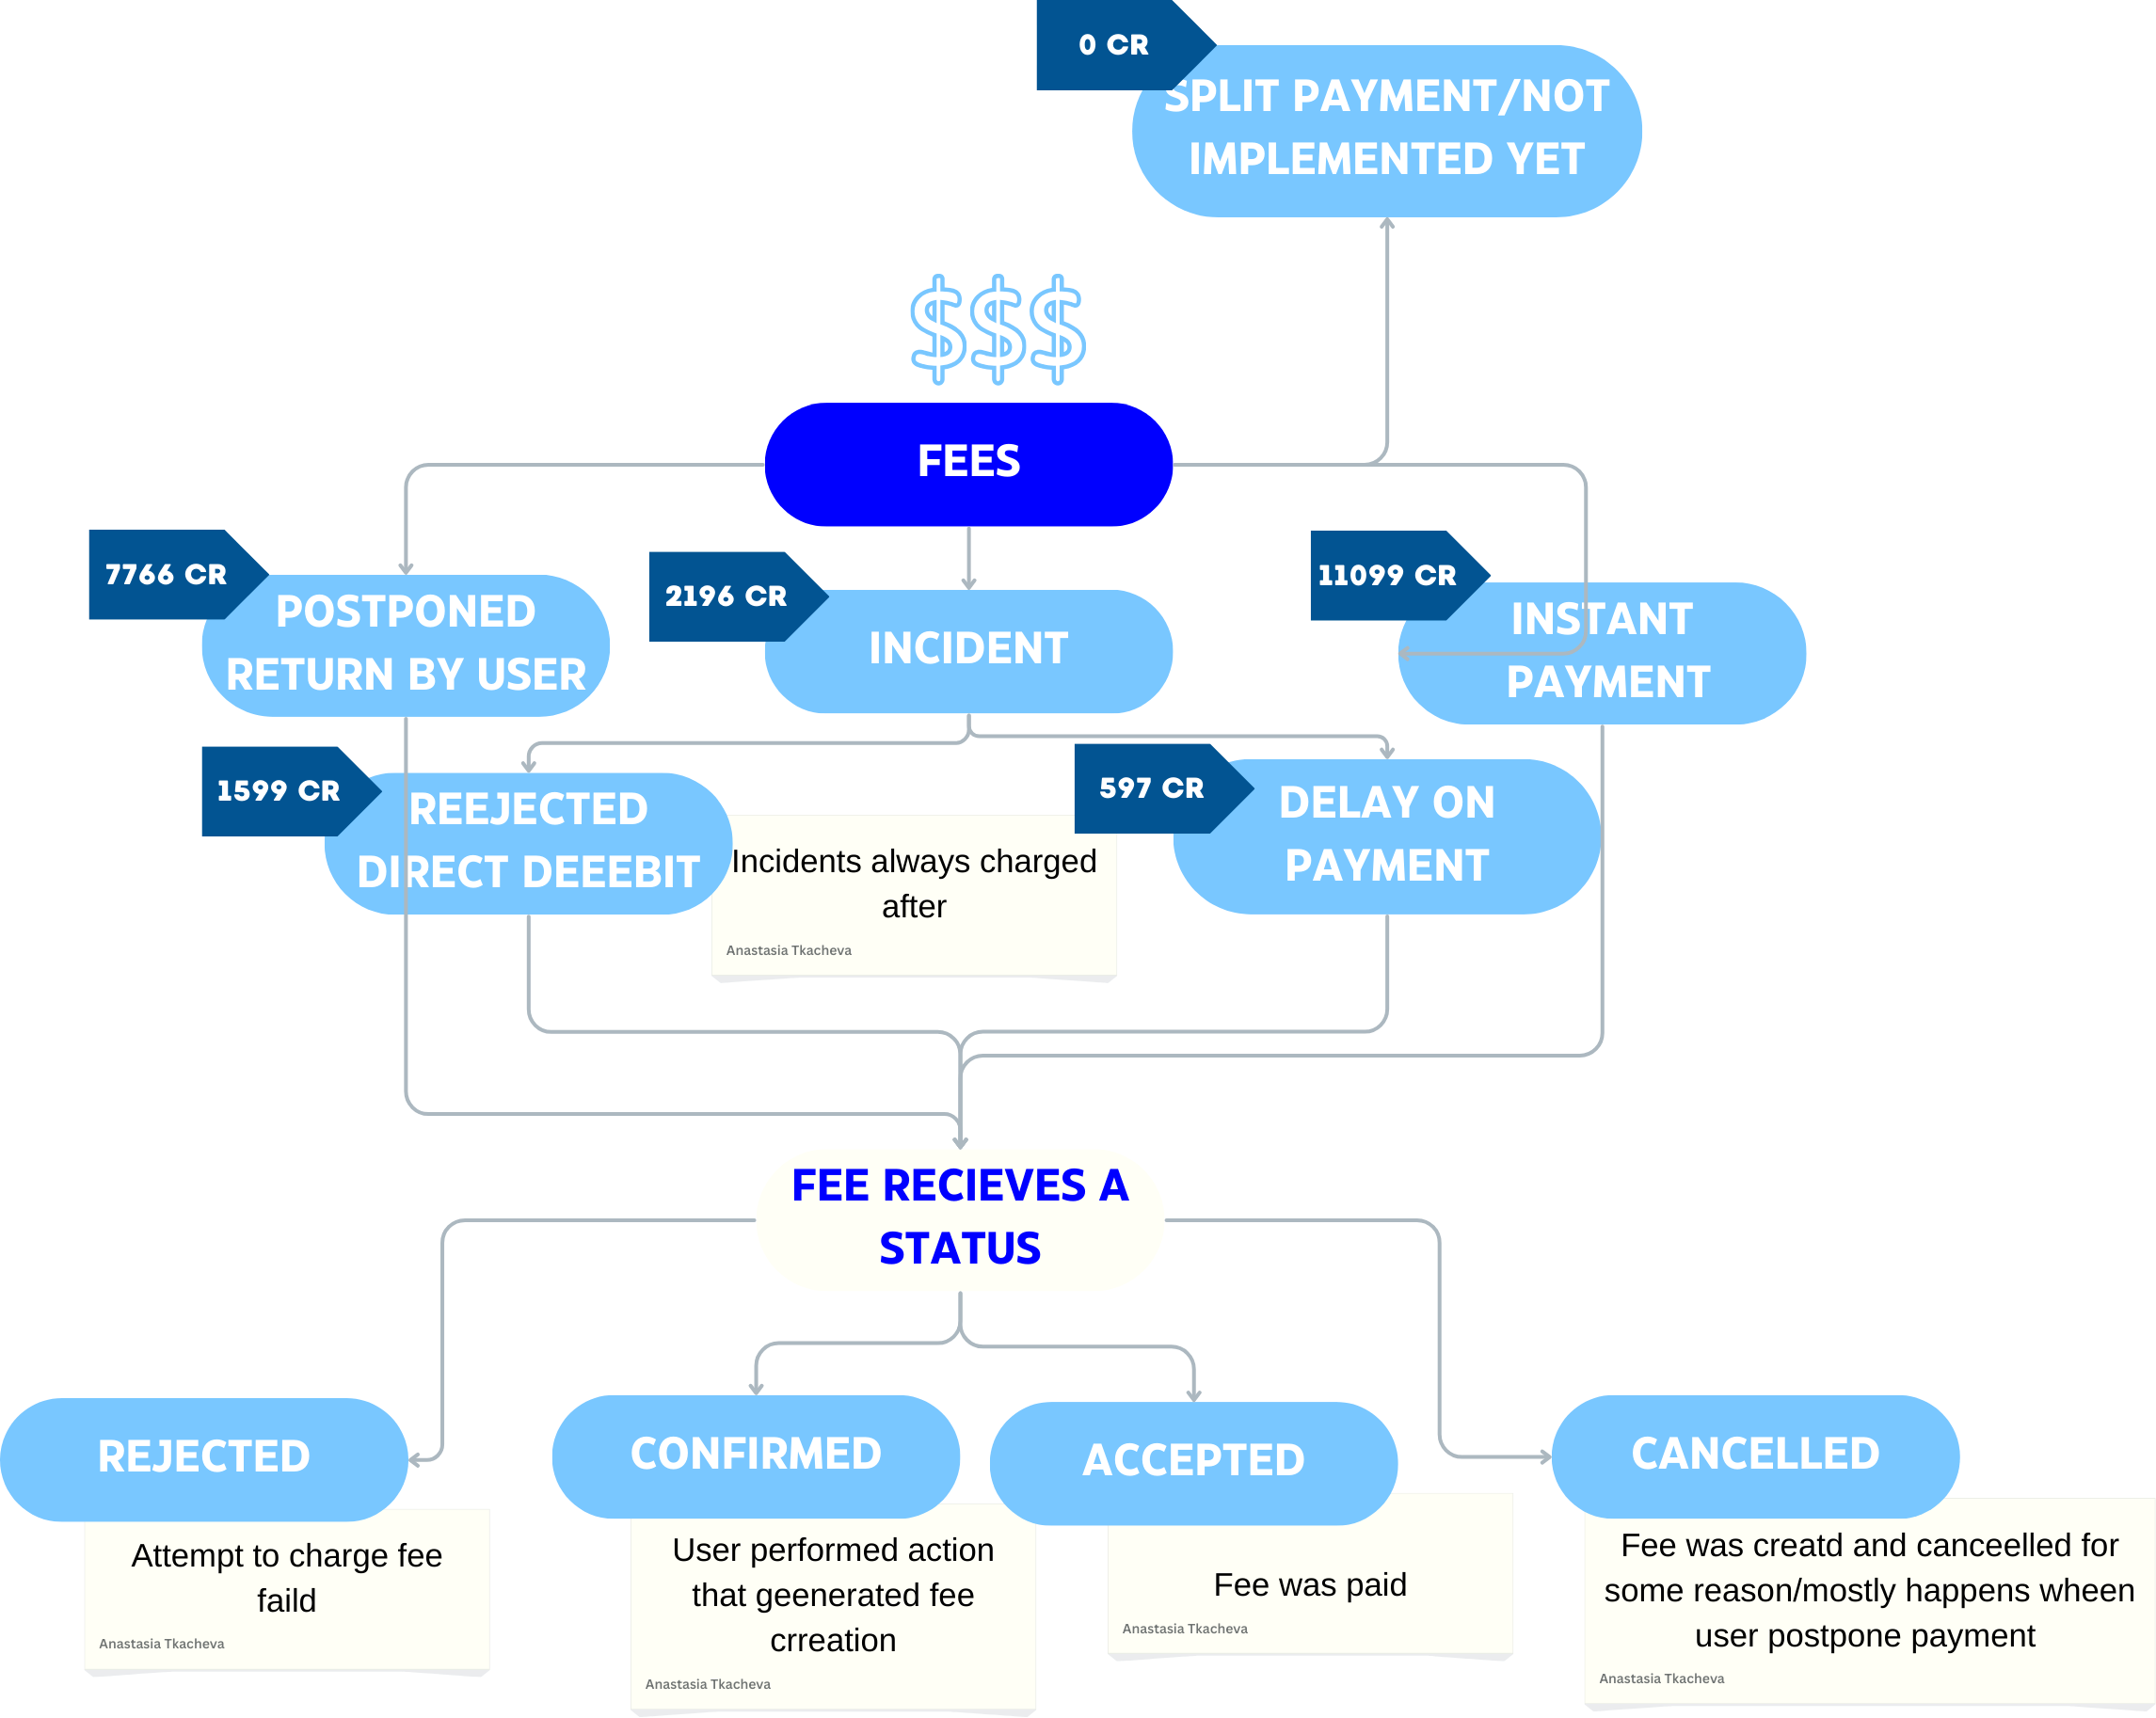 0 CR
SPLIT PAYMENT/NOT
IMPLEMENTED YET
$$$
FEES
7766 CR
POSTPONED
RETURN BY USER
2196 CR
INCIDENT
11099 CR
INSTANT
PAYMENT
1599 CR
REEJECTED
DIRECT DEEEBIT
597 CR
DELAY ON
PAYMENT
Incidents always charged
after
Anastasia Tkacheva
FEE RECIEVES A
STATUS
REJECTED
Attempt to charge fee
faild
Anastasia Tkacheva
CONFIRMED
User performed action
that geenerated fee
crreation
Anastasia Tkacheva
ACCEPTED
Fee was paid
Anastasia Tkacheva
CANCELLED
Fee was creatd and canceelled for
some reason/mostly happens wheen
user postpone payment
Anastasia Tkacheva